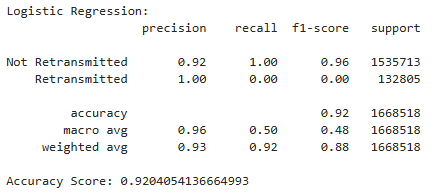 Logistic Regression:
precision recall f1-score support
Not Retransmitted 0.92 1.00 0.96 1535713
Retransmitted 1.00 0.00 0.00 132805
accuracy 0.92 1668518
macro avg 0.96 0.50 0.48 1668518
weighted avg 0.93 0.92 0.88 1668518
Accuracy Score: 0.9204054136664993